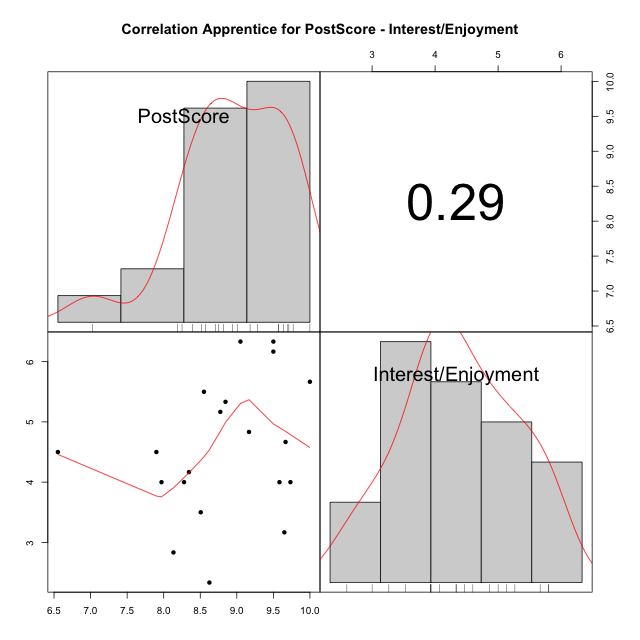 Correlation Apprentice for PostScore - Interest/Enjoyment
3 4 5 6
PostScore
0.29
10.0
9.5
9.0
8.5
8.0
7.5
7.0
6.5
Interest/Enjoyment
6
5
4
3
6.5 7.0 7.5 8.0 8.5 9.0 9.5 10.0